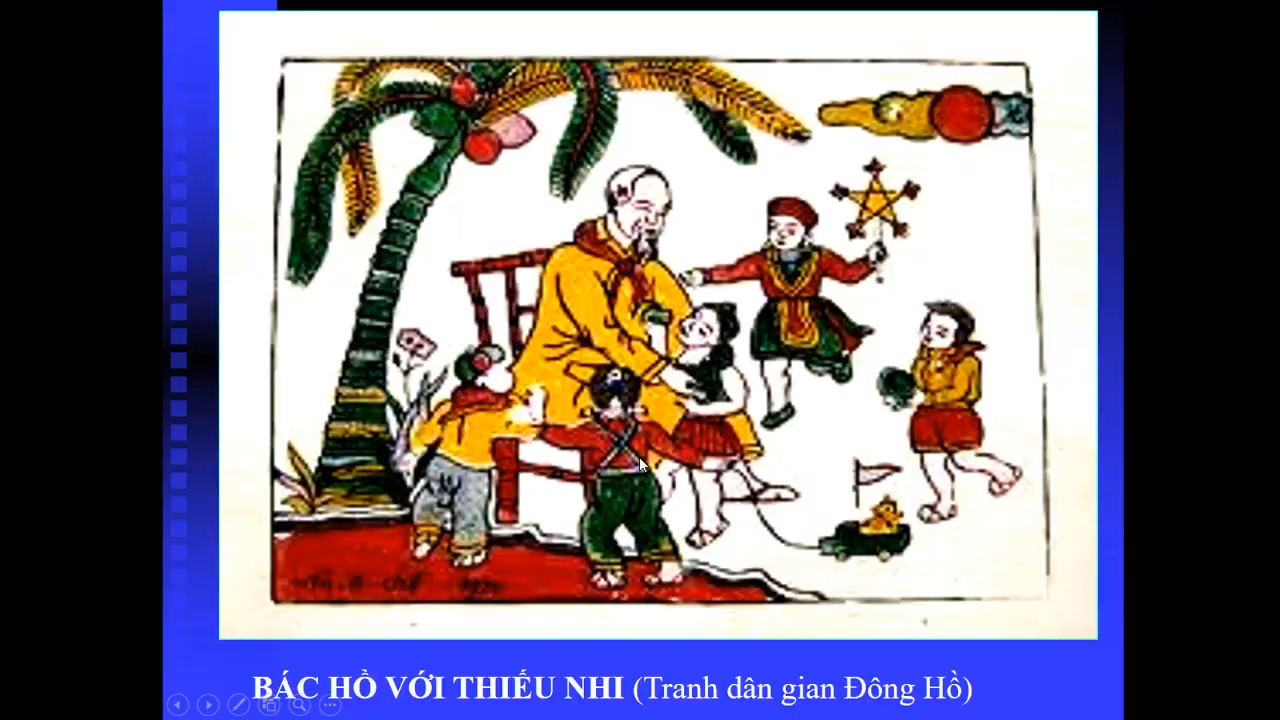 BÁC HỒ VỚI THIẾU NHI (Tranh dân gian Đông Hồ)